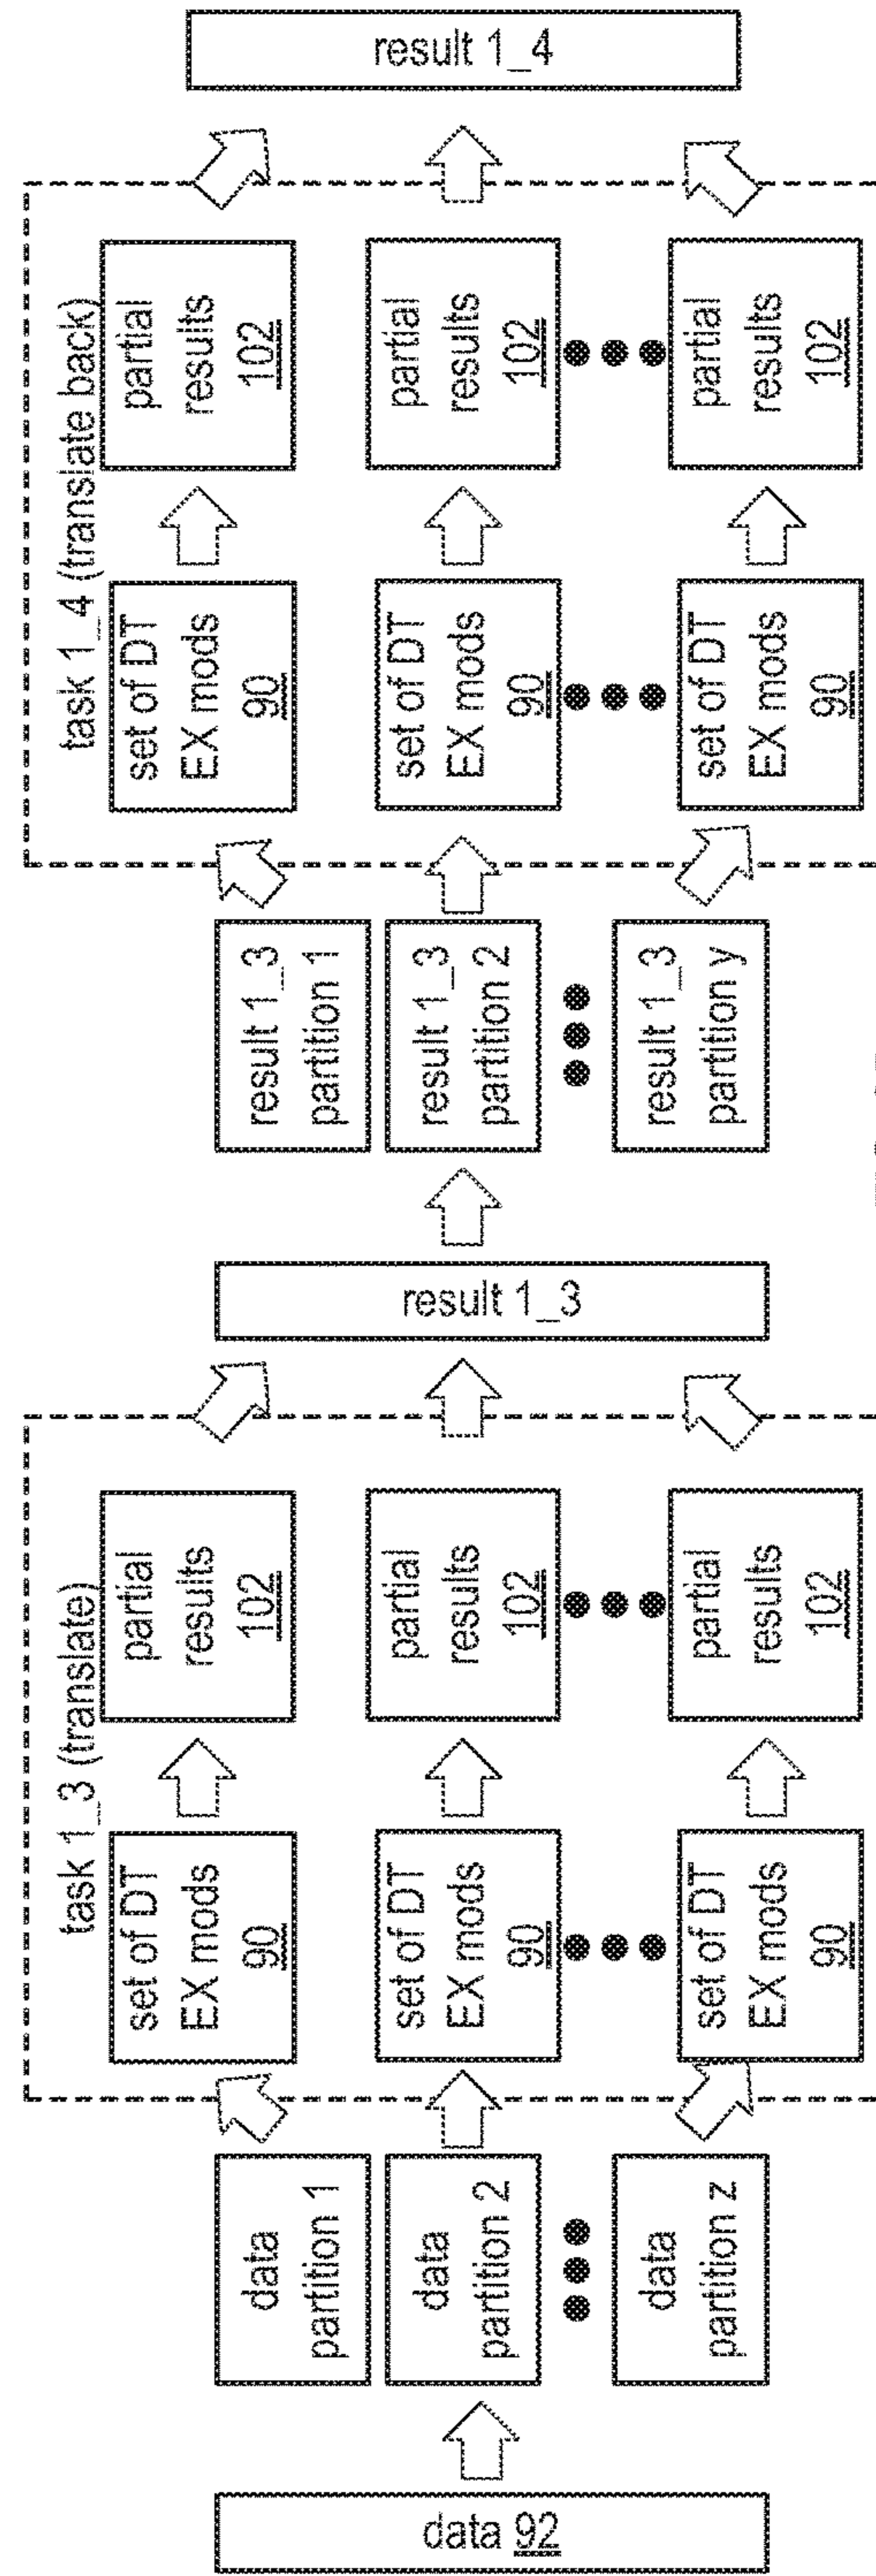 data 92
data
partition 1
data
partition 2
data
partition z
task 1_3 (translate)
set of DT
EX mods
90
set of DT
EX mods
90
set of DT
EX mods
90
partial
results
102
partial
results
102
partial
results
102
result 1_3
result 1_3
partition 1
result 1_3
partition 2
result 1_3
partition y
task 1_4 (translate back)
set of DT
EX mods
90
set of DT
EX mods
90
set of DT
EX mods
90
partial
results
102
partial
results
102
partial
results
102
result 1_4